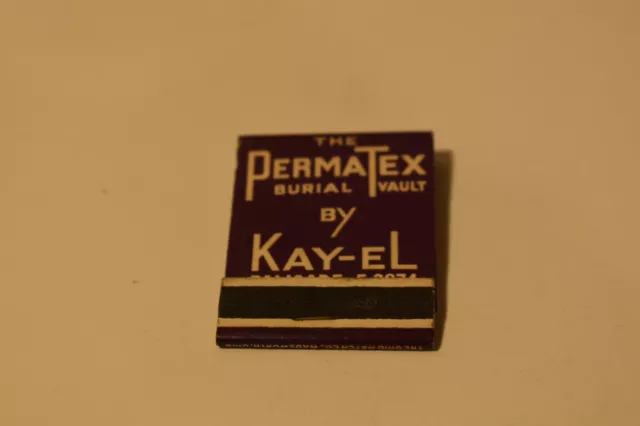 THE
PERMATEX
BURIAL VAULT
BY
KAY-EL